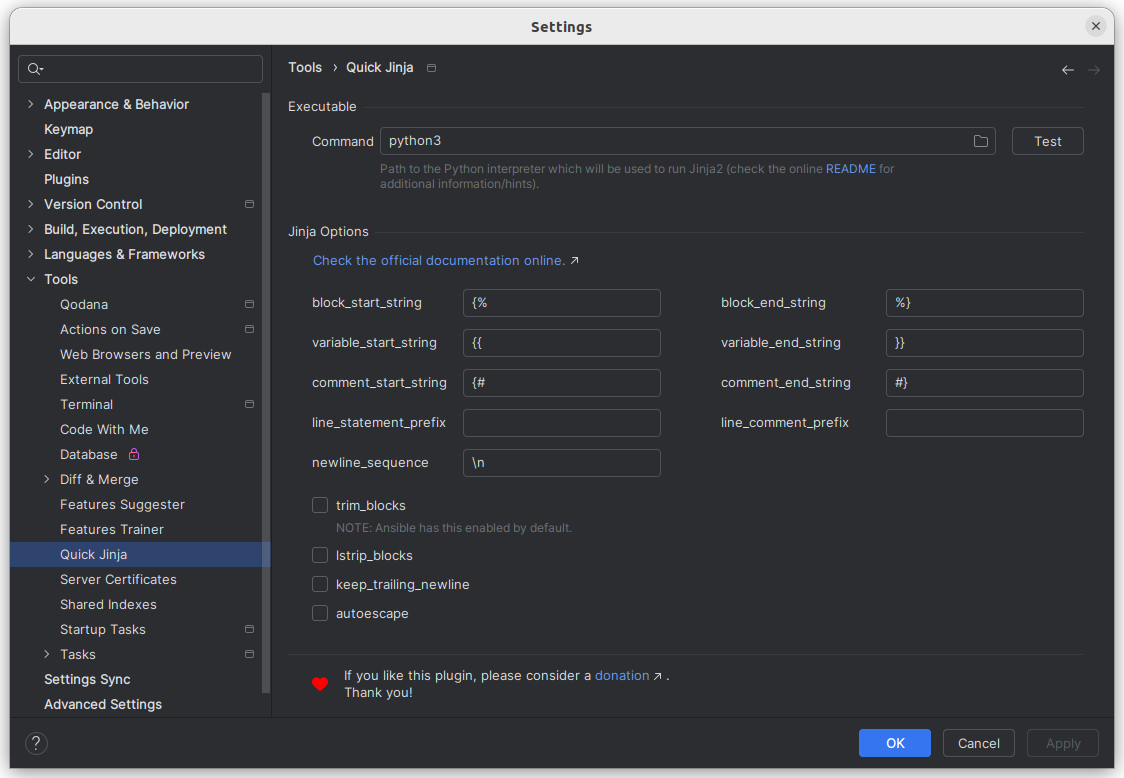 Settings
Tools › Quick Jinja
Appearance & Behavior
Keymap
Editor
Plugins
Version Control
Build, Execution, Deployment
Languages & Frameworks
Tools
Qodana
Actions on Save
Web Browsers and Preview
External Tools
Terminal
Code With Me
Database
Diff & Merge
Features Suggester
Features Trainer
Quick Jinja
Server Certificates
Shared Indexes
Startup Tasks
Tasks
Settings Sync
Advanced Settings
Executable
Command python3 Test
Path to the Python interpreter which will be used to run Jinja2 (check the online README for
additional information/hints).
Jinja Options
Check the official documentation online. ↗
block_start_string {% block_end_string %}
variable_start_string {{ variable_end_string }}
comment_start_string {# comment_end_string #}
line_statement_prefix line_comment_prefix
newline_sequence \n
trim_blocks
NOTE: Ansible has this enabled by default.
lstrip_blocks
keep_trailing_newline
autoescape
If you like this plugin, please consider a donation ↗ .
Thank you!
? OK Cancel Apply